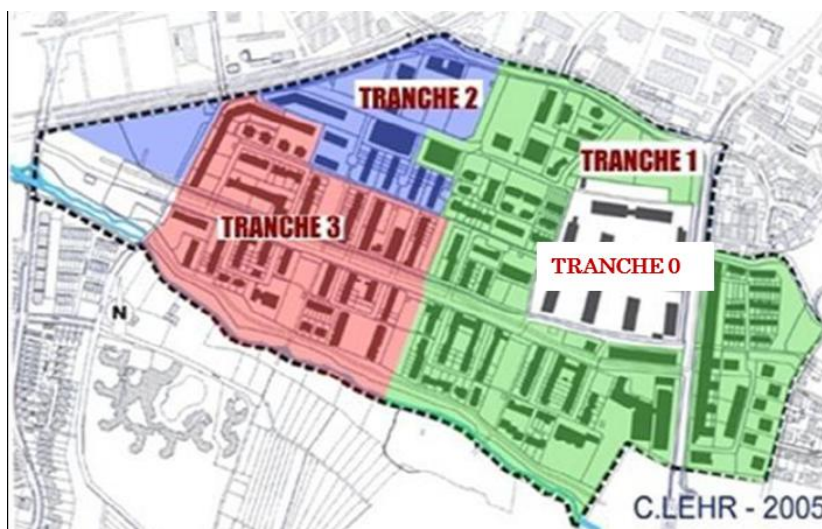 TRANCHE 2
TRANCHE 1
TRANCHE 3
TRANCHE 0
N
C.LEHR - 2005